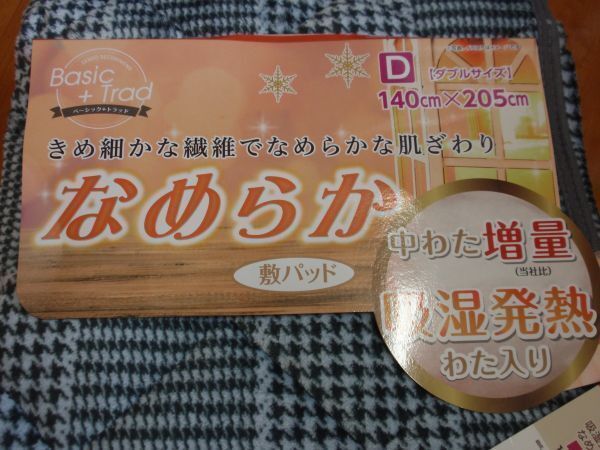 Basic
+ Trad
ベーシック+トラッド
D
【ダブルサイズ】
140cm×205cm
きめ細かな繊維でなめらかな肌ざわり
なめらか
敷パッド
中わた増量
(当社比)
吸湿発熱
わた入り